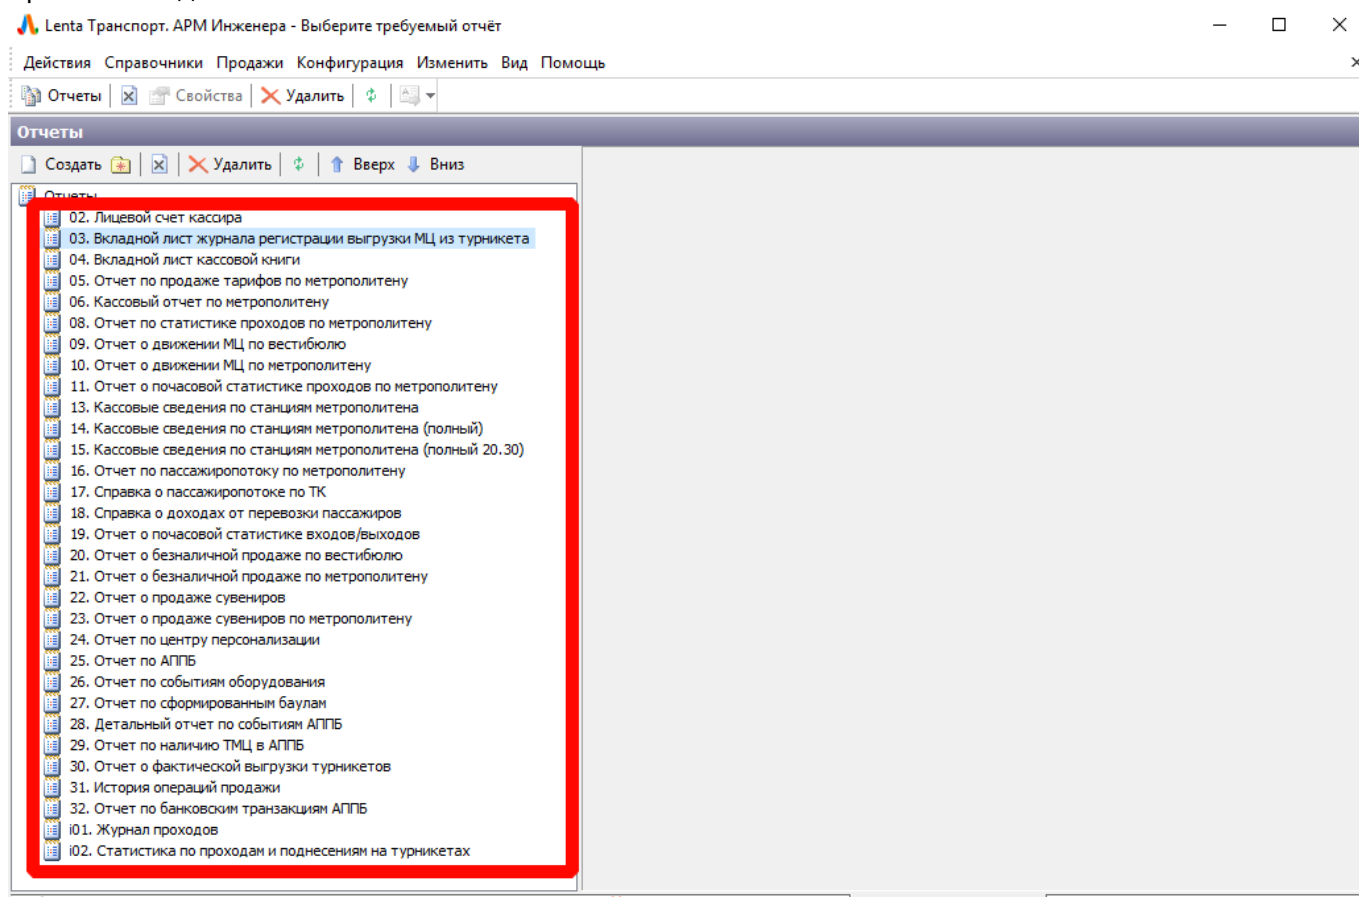 Lenta Транспорт. АРМ Инженера - Выберите требуемый отчёт
Действия Справочники Продажи Конфигурация Изменить Вид Помощь
Отчеты Свойства Удалить
Отчеты
Создать Удалить Вверх Вниз
Отчеты
02. Лицевой счет кассира
03. Вкладной лист журнала регистрации выгрузки МЦ из турникета
04. Вкладной лист кассовой книги
05. Отчет по продаже тарифов по метрополитену
06. Кассовый отчет по метрополитену
08. Отчет по статистике проходов по метрополитену
09. Отчет о движении МЦ по вестибюлю
10. Отчет о движении МЦ по метрополитену
11. Отчет о почасовой статистике проходов по метрополитену
13. Кассовые сведения по станциям метрополитена
14. Кассовые сведения по станциям метрополитена (полный)
15. Кассовые сведения по станциям метрополитена (полный 20.30)
16. Отчет по пассажиропотоку по метрополитену
17. Справка о пассажиропотоке по ТК
18. Справка о доходах от перевозки пассажиров
19. Отчет о почасовой статистике входов/выходов
20. Отчет о безналичной продаже по вестибюлю
21. Отчет о безналичной продаже по метрополитену
22. Отчет о продаже сувениров
23. Отчет о продаже сувениров по метрополитену
24. Отчет по центру персонализации
25. Отчет по АППБ
26. Отчет по событиям оборудования
27. Отчет по сформированным баулам
28. Детальный отчет по событиям АППБ
29. Отчет по наличию ТМЦ в АППБ
30. Отчет о фактической выгрузки турникетов
31. История операций продажи
32. Отчет по банковским транзакциям АППБ
i01. Журнал проходов
i02. Статистика по проходам и поднесениям на турникетах